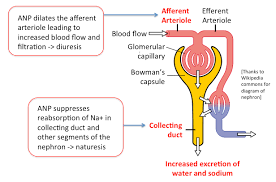 ANP dilates the afferent
arteriole leading to
increased blood flow and
filtration -> diuresis
Afferent
Arteriole
Efferent
Arteriole
Blood flow
Glomerular
capillary
Bowman's
capsule
[Thanks to
Wikipedia
commons for
diagram of
nephron]
ANP suppresses
reabsorption of Na+ in
collecting duct and
other segments of the
nephron -> naturesis
Collecting
duct
Increased excretion of
water and sodium